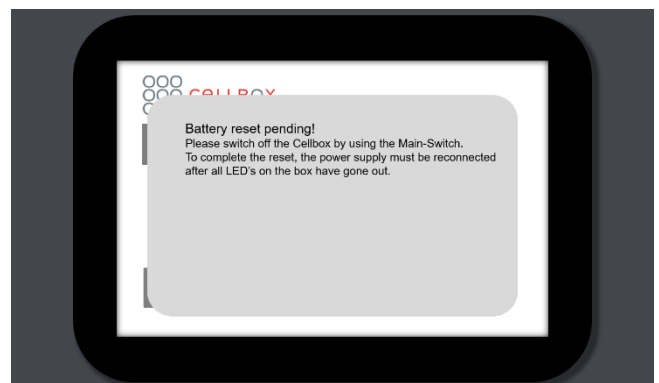 CELLBOX
Battery reset pending!
Please switch off the Cellbox by using the Main-Switch.
To complete the reset, the power supply must be reconnected
after all LED's on the box have gone out.